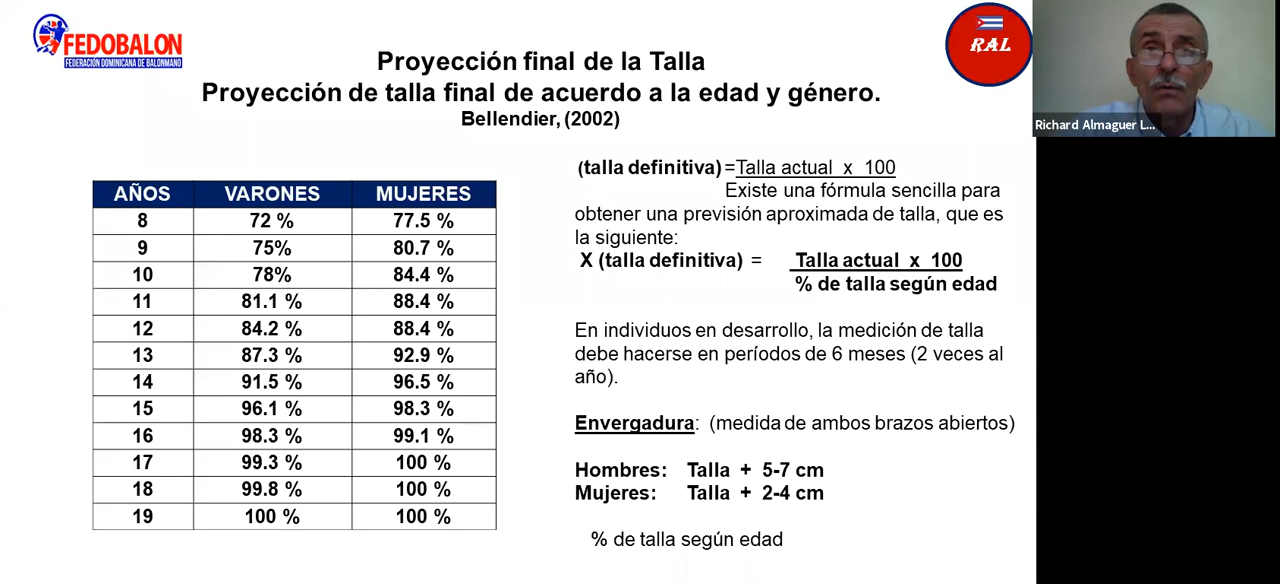 FEDOBALON
FEDERACIÓN DOMINICANA DE BALONMANO
RAL
Richard Almaguer L...
Proyección final de la Talla
Proyección de talla final de acuerdo a la edad y género.
Bellendier, (2002)
AÑOS VARONES MUJERES
8 72 % 77.5 %
9 75% 80.7 %
10 78% 84.4 %
11 81.1 % 88.4 %
12 84.2 % 88.4 %
13 87.3 % 92.9 %
14 91.5 % 96.5 %
15 96.1 % 98.3 %
16 98.3 % 99.1 %
17 99.3 % 100 %
18 99.8 % 100 %
19 100 % 100 %
(talla definitiva) =Talla actual x 100
Existe una fórmula sencilla para
obtener una previsión aproximada de talla, que es
la siguiente:
X (talla definitiva) = Talla actual x 100
% de talla según edad
En individuos en desarrollo, la medición de talla
debe hacerse en períodos de 6 meses (2 veces al
año).
Envergadura: (medida de ambos brazos abiertos)
Hombres: Talla + 5-7 cm
Mujeres: Talla + 2-4 cm
% de talla según edad